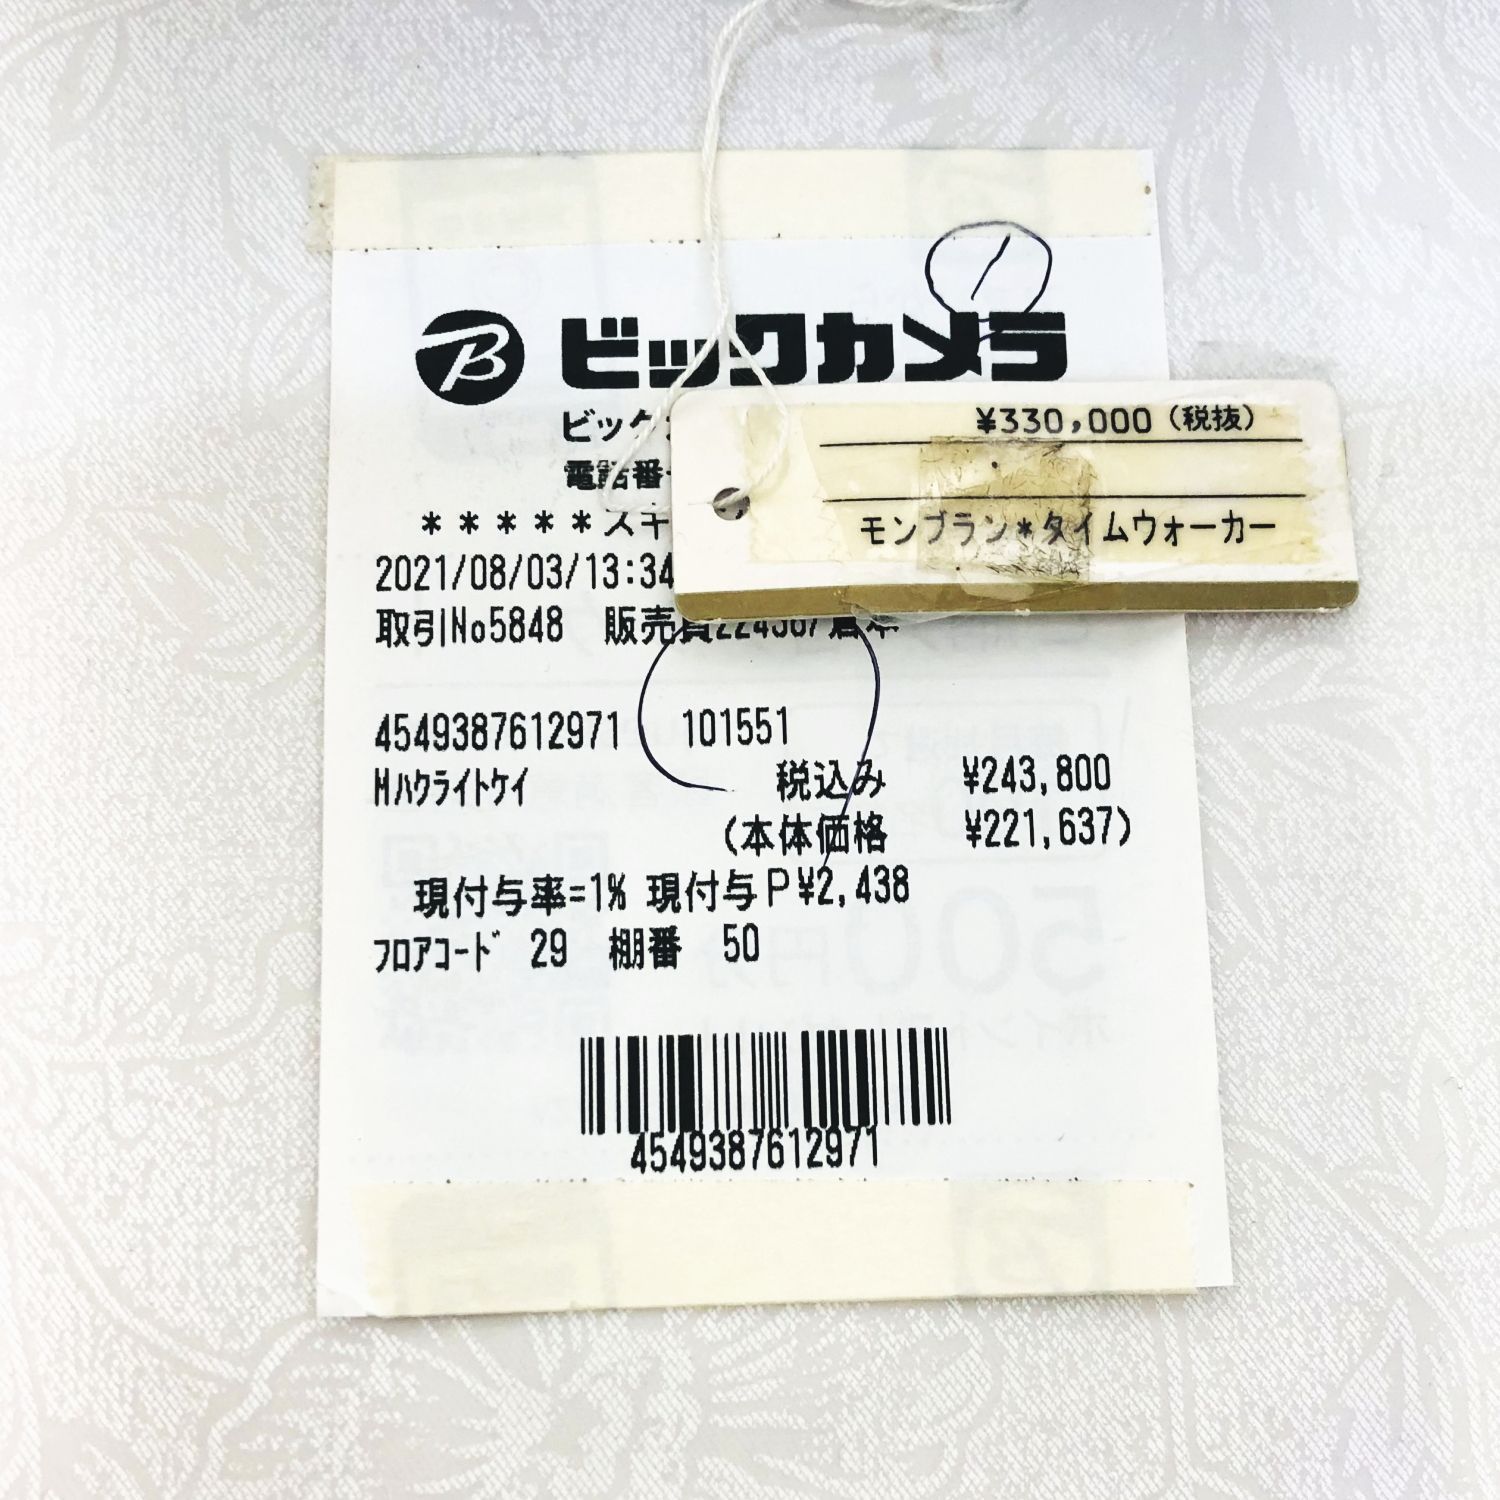 B ビックカメラ
ビック
電話番
¥330,000(税抜)
モンブラン*タイムウォーカー
*****スキ
2021/08/03/13:34
取引No5848 販売員
4549387612971 101551
Mハクライトケイ 税込み ¥243,800
(本体価格 ¥221,637)
現付与率=1% 現付与P¥2,438
フロアコード 29 棚番 50
4549387612971